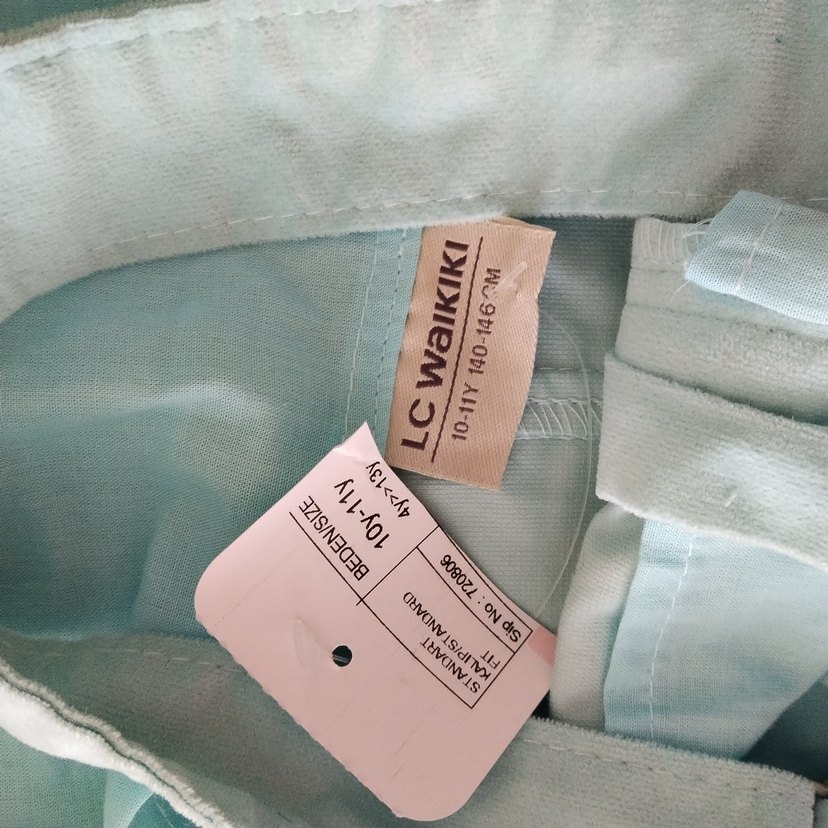 LC Waikiki
10-11Y 140-146 CM
BEDEN/SIZE
10y-11y
4y>>13y
STANDART
KALIP/STANDARD
FIT
Sip No : 720806